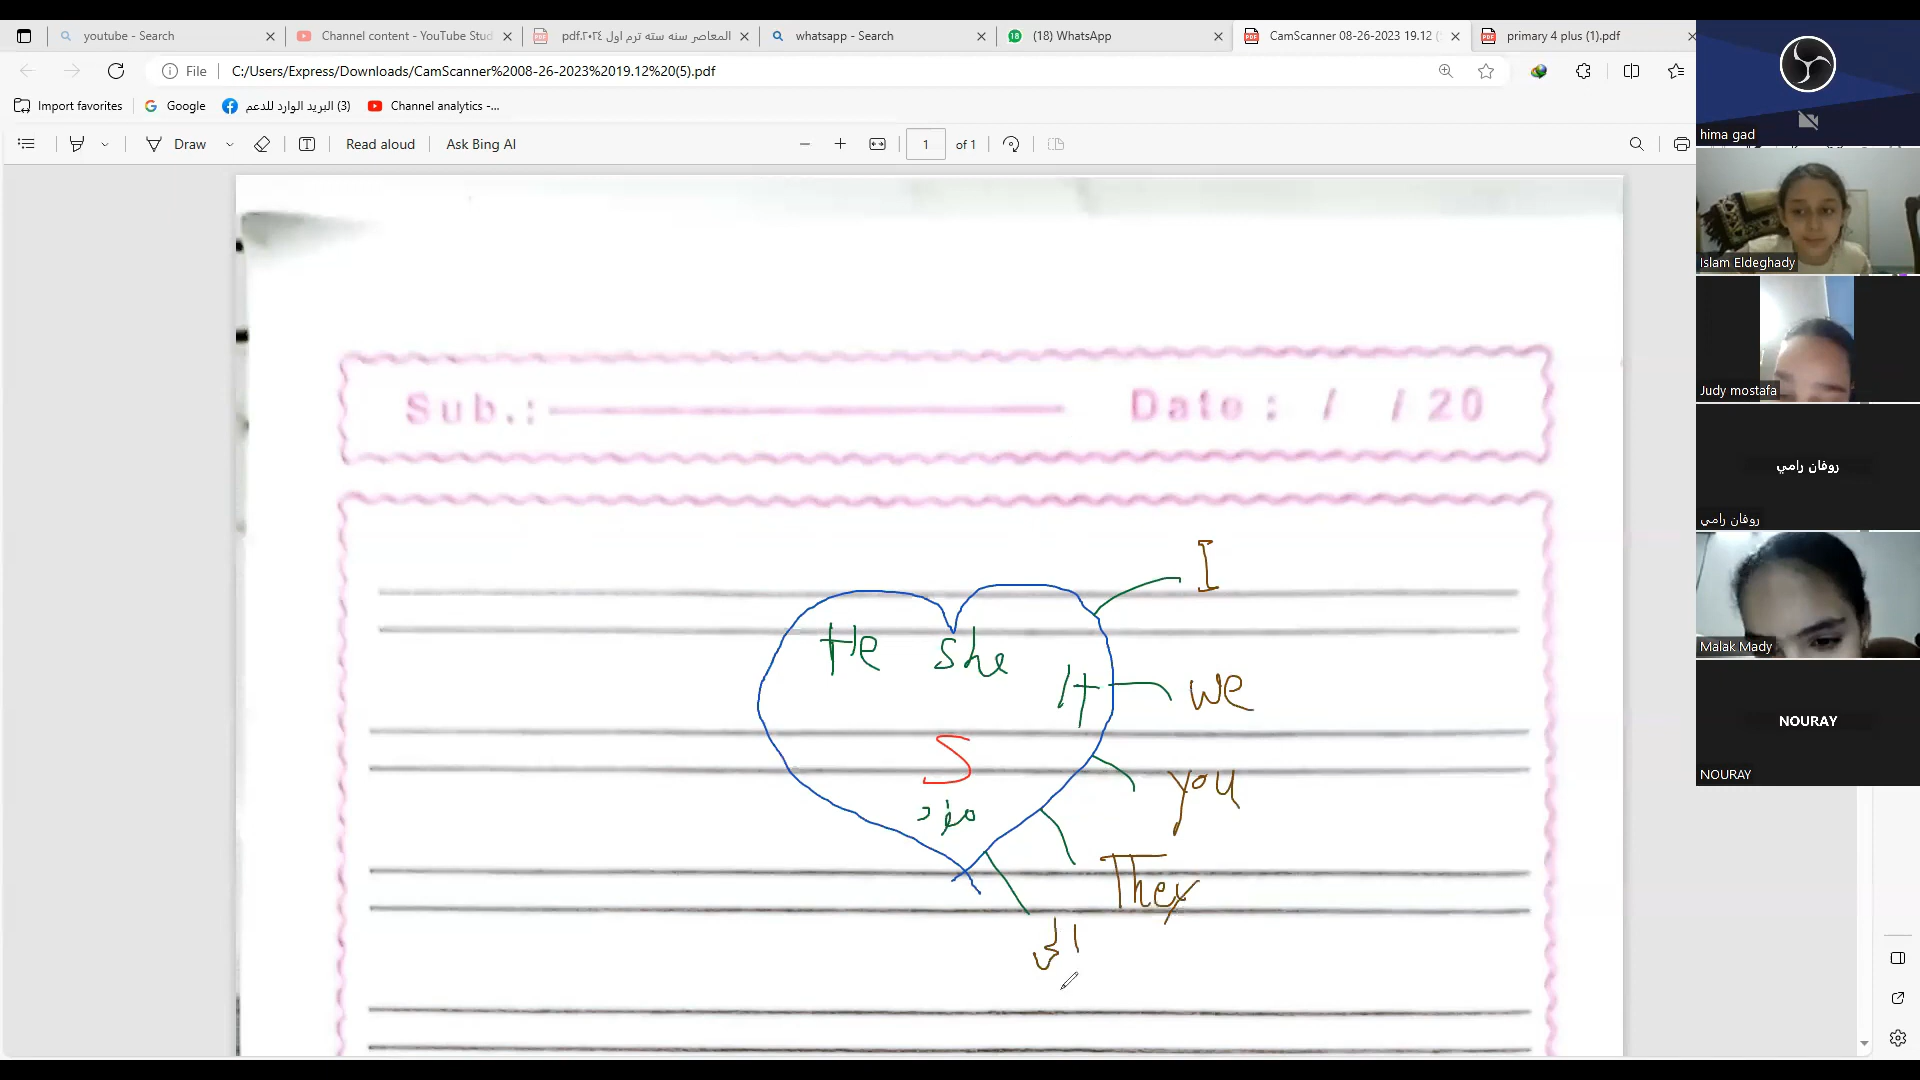 youtube - Search
Channel content - YouTube Stud
المعاصر سنه سته ترم اول ٢٠٢٤.pdf
whatsapp - Search
(18) WhatsApp
CamScanner 08-26-2023 19.12 (
primary 4 plus (1).pdf
File
C:/Users/Express/Downloads/CamScanner%2008-26-2023%2019.12%20(5).pdf
Import favorites
Google
(3) البريد الوارد للدعم
Channel analytics -...
Draw
Read aloud
Ask Bing AI
1 of 1
Sub.:
Date : / / 20
I
He she
It
we
S
you
مفرد
They
hima gad
Islam Eldeghady
Judy mostafa
روفان رامي
روفان رامي
Malak Mady
NOURAY
NOURAY